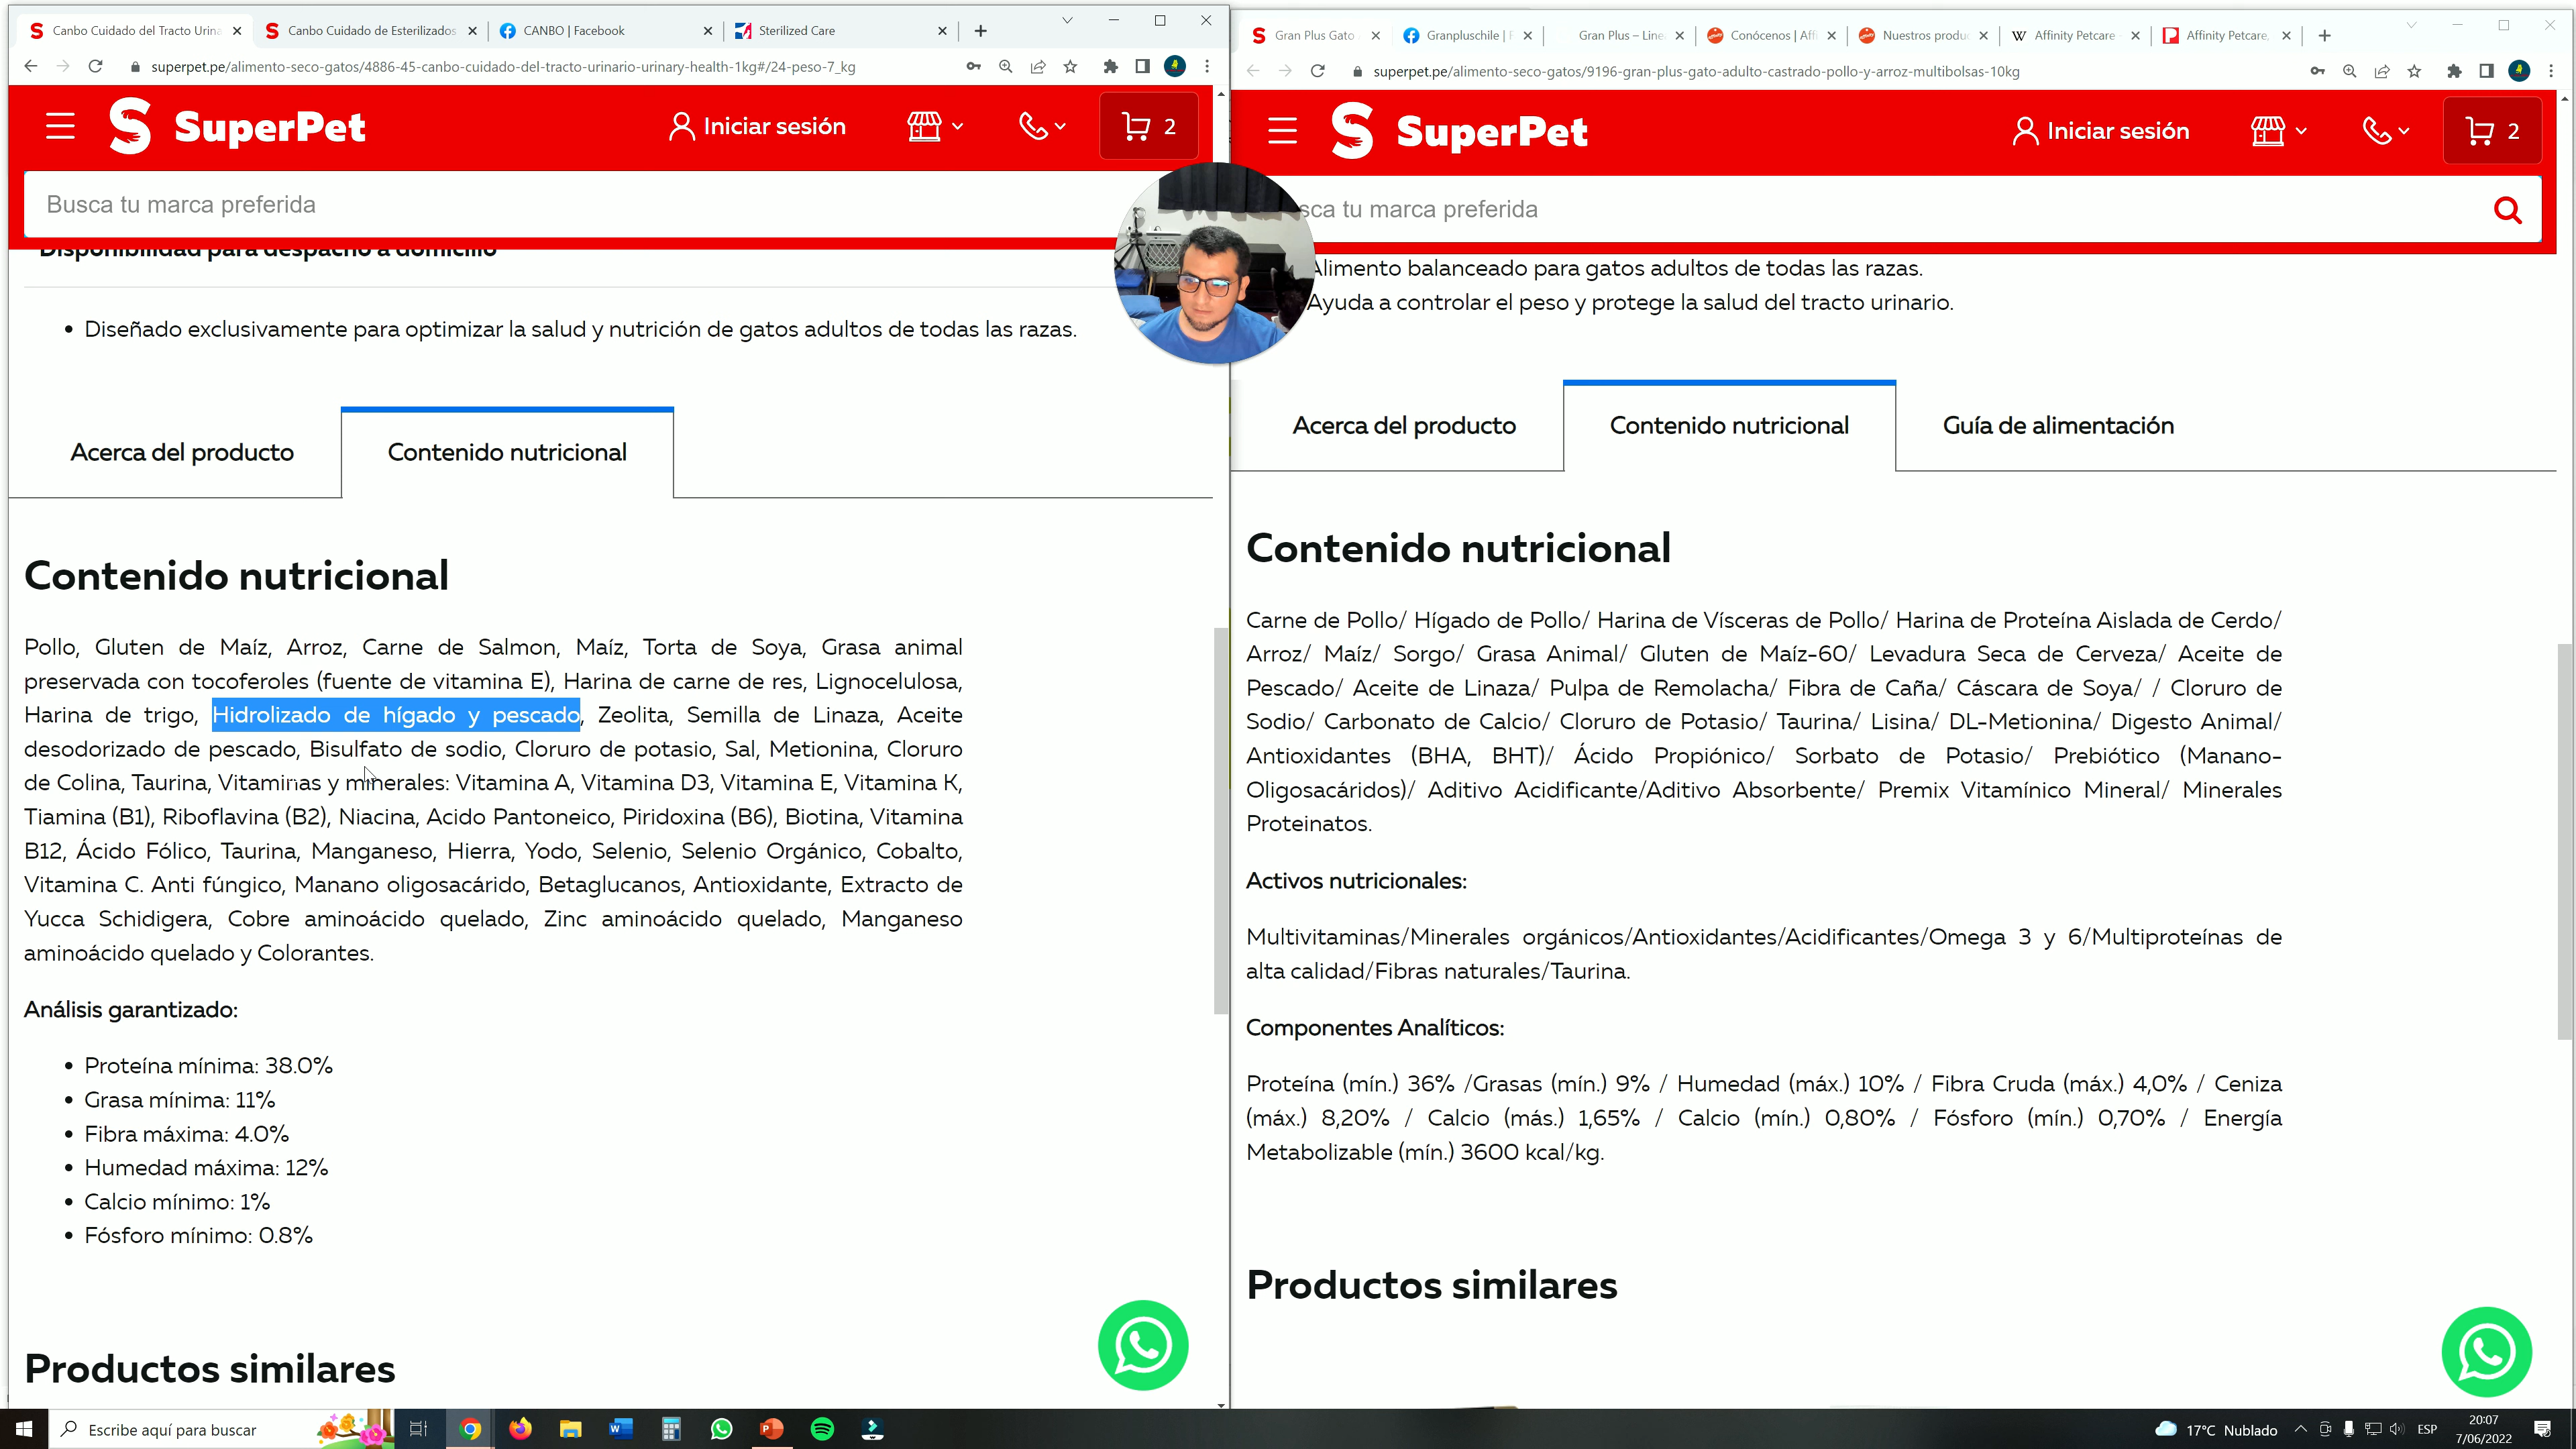 Canbo Cuidado del Tracto Urina
Canbo Cuidado de Esterilizados
CANBO | Facebook
Sterilized Care
superpet.pe/alimento-seco-gatos/4886-45-canbo-cuidado-del-tracto-urinario-urinary-health-1kg#/24-peso-7_kg
SuperPet
Iniciar sesión
2
Busca tu marca preferida
Disponibilidad para despacho a domicilio
Diseñado exclusivamente para optimizar la salud y nutrición de gatos adultos de todas las razas.
Acerca del producto
Contenido nutricional
Contenido nutricional
Pollo, Gluten de Maíz, Arroz, Carne de Salmon, Maíz, Torta de Soya, Grasa animal
preservada con tocoferoles (fuente de vitamina E), Harina de carne de res, Lignocelulosa,
Harina de trigo, Hidrolizado de hígado y pescado, Zeolita, Semilla de Linaza, Aceite
desodorizado de pescado, Bisulfato de sodio, Cloruro de potasio, Sal, Metionina, Cloruro
de Colina, Taurina, Vitaminas y minerales: Vitamina A, Vitamina D3, Vitamina E, Vitamina K,
Tiamina (B1), Riboflavina (B2), Niacina, Acido Pantoneico, Piridoxina (B6), Biotina, Vitamina
B12, Ácido Fólico, Taurina, Manganeso, Hierra, Yodo, Selenio, Selenio Orgánico, Cobalto,
Vitamina C. Anti fúngico, Manano oligosacárido, Betaglucanos, Antioxidante, Extracto de
Yucca Schidigera, Cobre aminoácido quelado, Zinc aminoácido quelado, Manganeso
aminoácido quelado y Colorantes.
Análisis garantizado:
Proteína mínima: 38.0%
Grasa mínima: 11%
Fibra máxima: 4.0%
Humedad máxima: 12%
Calcio mínimo: 1%
Fósforo mínimo: 0.8%
Productos similares
Gran Plus Gato
Granpluschile | F
Gran Plus – Line
Conócenos | Affi
Nuestros produc
Affinity Petcare -
Affinity Petcare,
superpet.pe/alimento-seco-gatos/9196-gran-plus-gato-adulto-castrado-pollo-y-arroz-multibolsas-10kg
SuperPet
Iniciar sesión
2
sca tu marca preferida
Alimento balanceado para gatos adultos de todas las razas.
Ayuda a controlar el peso y protege la salud del tracto urinario.
Acerca del producto
Contenido nutricional
Guía de alimentación
Contenido nutricional
Carne de Pollo/ Hígado de Pollo/ Harina de Vísceras de Pollo/ Harina de Proteína Aislada de Cerdo/
Arroz/ Maíz/ Sorgo/ Grasa Animal/ Gluten de Maíz-60/ Levadura Seca de Cerveza/ Aceite de
Pescado/ Aceite de Linaza/ Pulpa de Remolacha/ Fibra de Caña/ Cáscara de Soya/ / Cloruro de
Sodio/ Carbonato de Calcio/ Cloruro de Potasio/ Taurina/ Lisina/ DL-Metionina/ Digesto Animal/
Antioxidantes (BHA, BHT)/ Ácido Propiónico/ Sorbato de Potasio/ Prebiótico (Manano-
Oligosacáridos)/ Aditivo Acidificante/Aditivo Absorbente/ Premix Vitamínico Mineral/ Minerales
Proteinatos.
Activos nutricionales:
Multivitaminas/Minerales orgánicos/Antioxidantes/Acidificantes/Omega 3 y 6/Multiproteínas de
alta calidad/Fibras naturales/Taurina.
Componentes Analíticos:
Proteína (mín.) 36% /Grasas (mín.) 9% / Humedad (máx.) 10% / Fibra Cruda (máx.) 4,0% / Ceniza
(máx.) 8,20% / Calcio (más.) 1,65% / Calcio (mín.) 0,80% / Fósforo (mín.) 0,70% / Energía
Metabolizable (mín.) 3600 kcal/kg.
Productos similares
Escribe aquí para buscar
17°C Nublado
ESP
20:07
7/06/2022